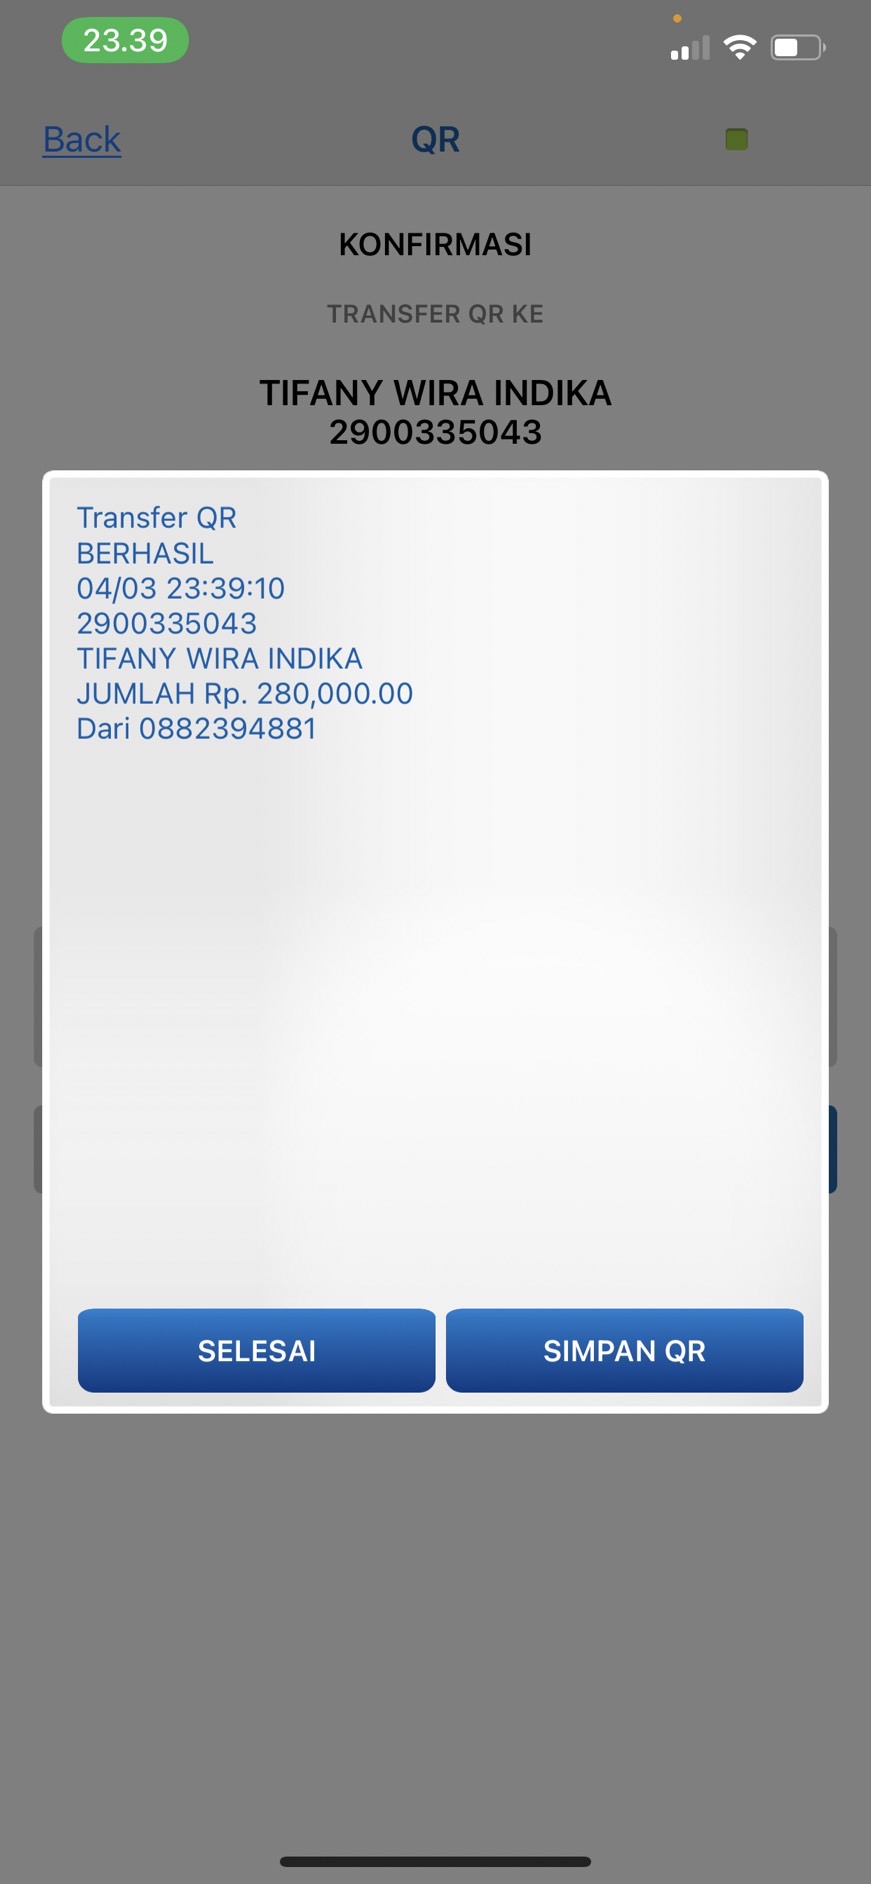 23.39
Back
QR
KONFIRMASI
TRANSFER QR KE
TIFANY WIRA INDIKA
2900335043
Transfer QR
BERHASIL
04/03 23:39:10
2900335043
TIFANY WIRA INDIKA
JUMLAH Rp. 280,000.00
Dari 0882394881
SELESAI
SIMPAN QR